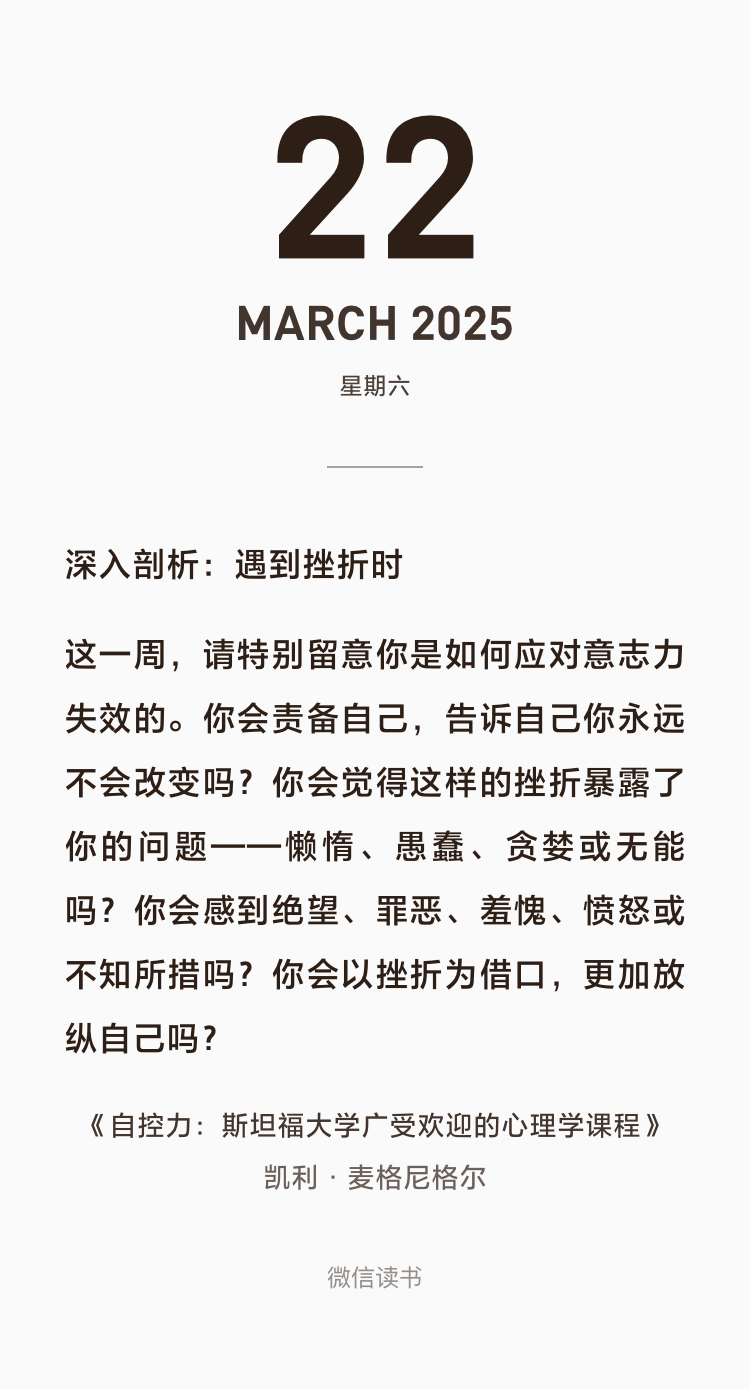 22
MARCH 2025
星期六
深入剖析：遇到挫折时
这一周，请特别留意你是如何应对意志力
失效的。你会责备自己，告诉自己你永远
不会改变吗？你会觉得这样的挫折暴露了
你的问题——懒惰、愚蠢、贪婪或无能
吗？你会感到绝望、罪恶、羞愧、愤怒或
不知所措吗？你会以挫折为借口，更加放
纵自己吗？
《自控力：斯坦福大学广受欢迎的心理学课程》
凯利·麦格尼格尔
微信读书